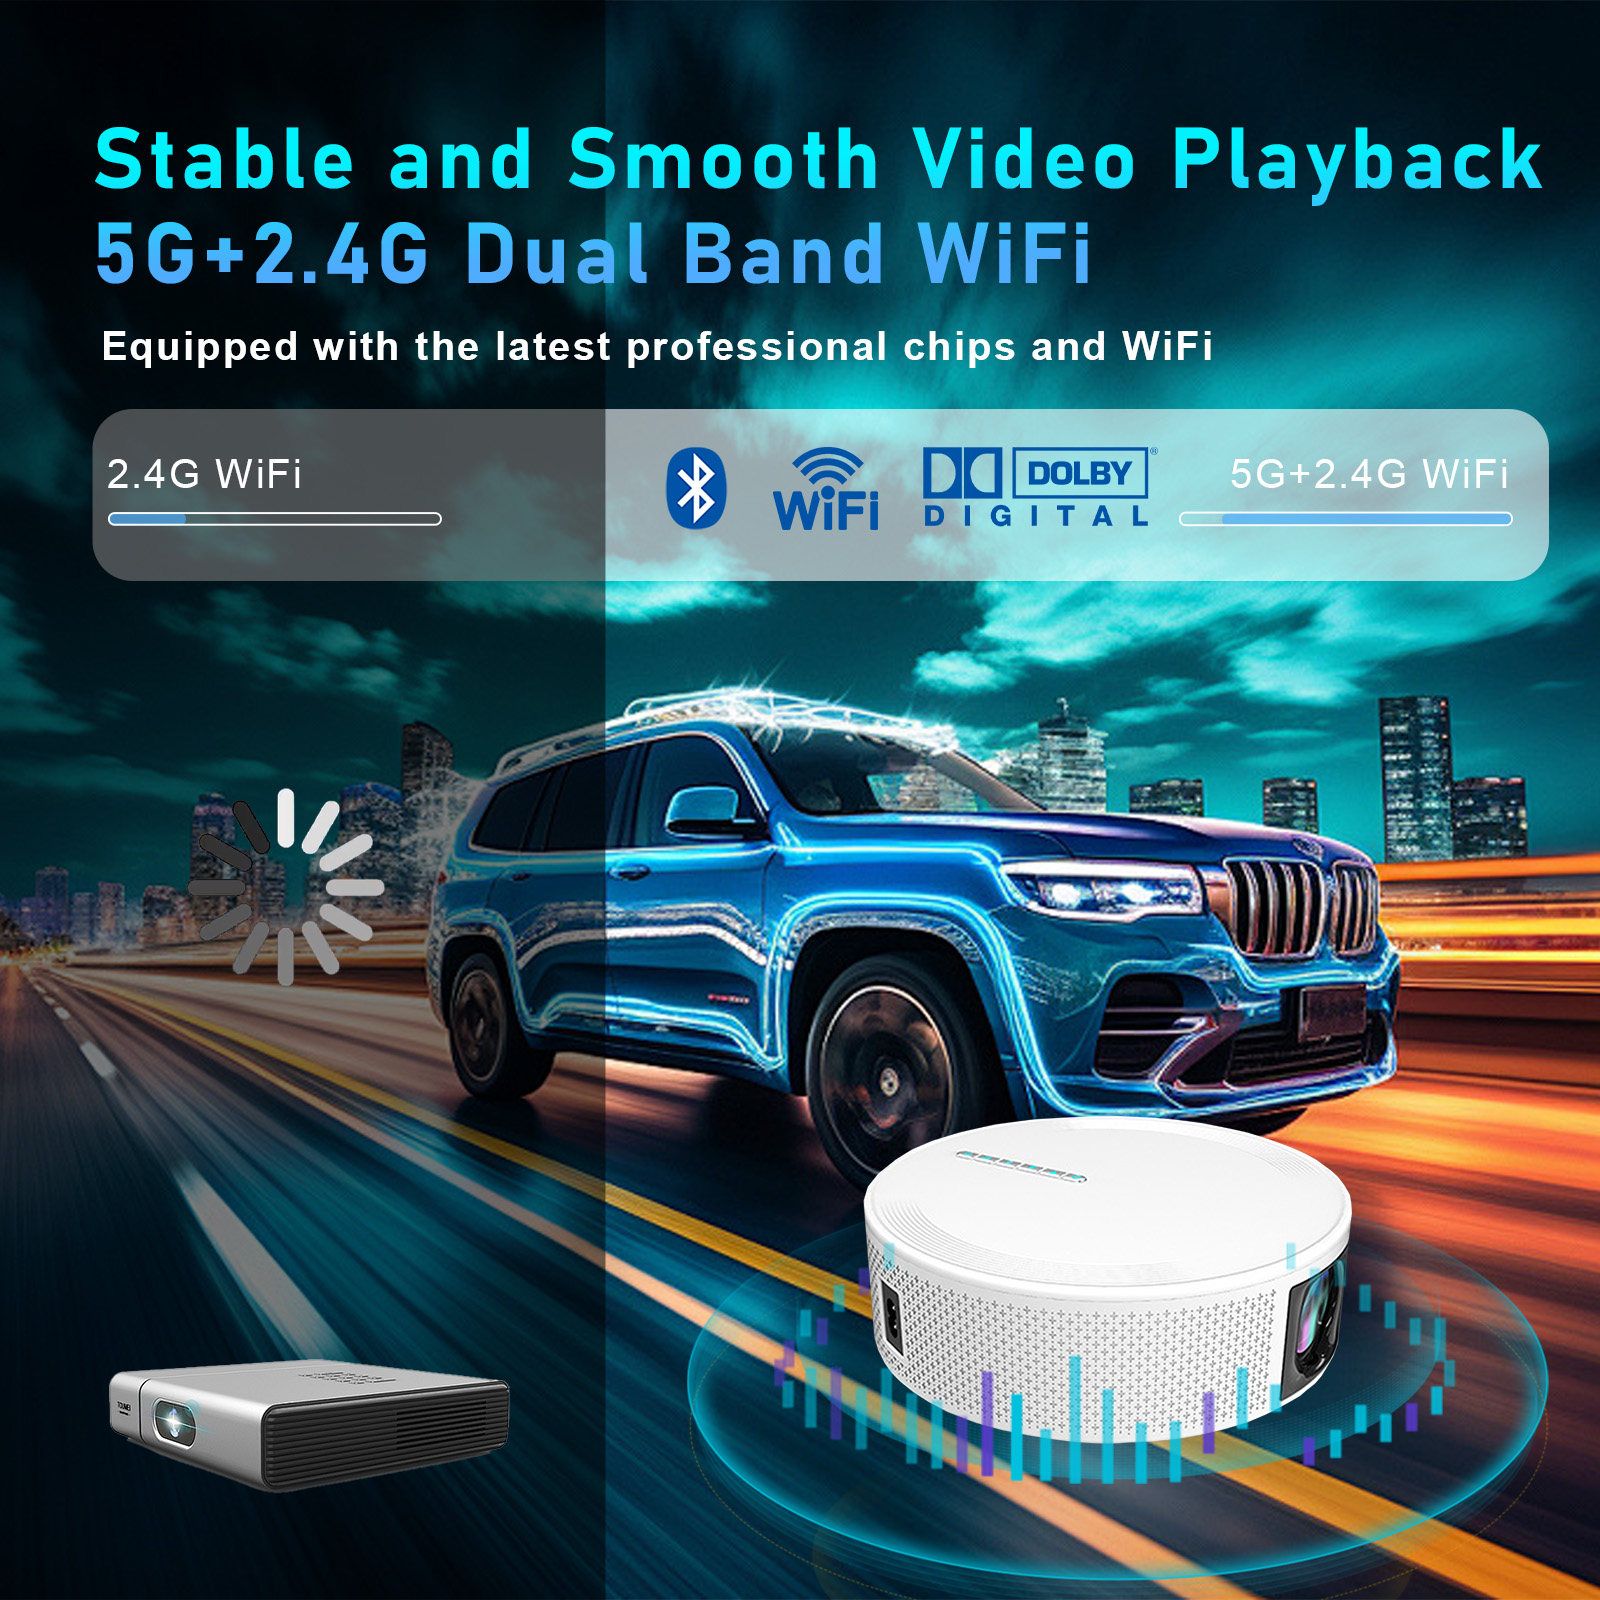 Stable and Smooth Video Playback
5G+2.4G Dual Band WiFi
Equipped with the latest professional chips and WiFi
2.4G WiFi
WiFi
DOLBY®
DIGITAL
5G+2.4G WiFi